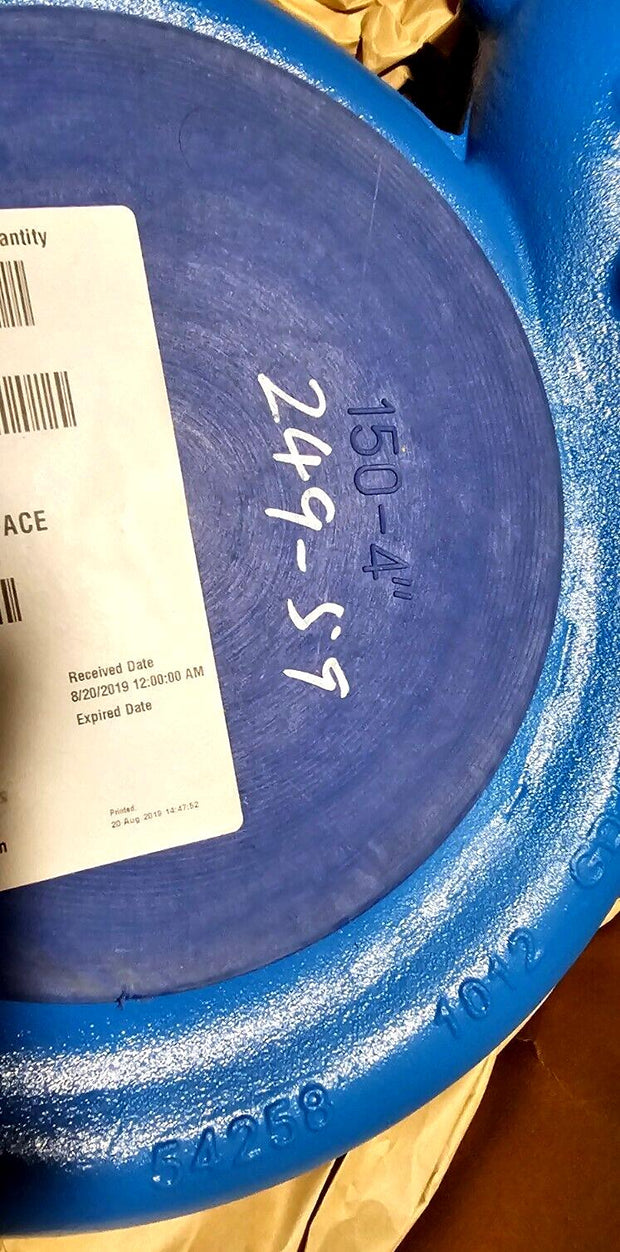 antity
ACE
Received Date
8/20/2019 12:00:00 AM
Expired Date
Printed:
20 Aug 2019 14:47:52
150-4"
249-59
1012
54258